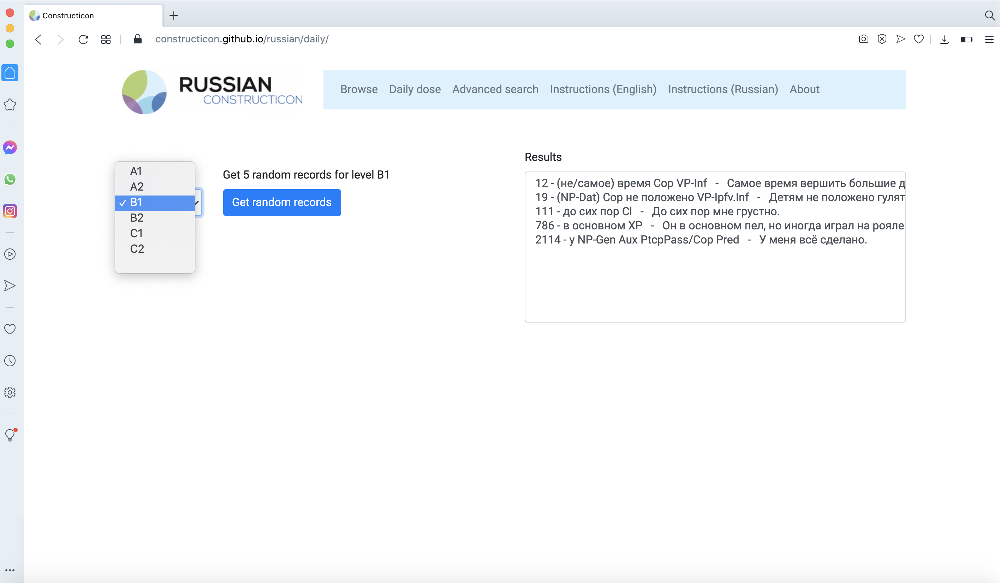 Constructicon
constructicon.github.io/russian/daily/
RUSSIAN
CONSTRUCTICON
Browse Daily dose Advanced search Instructions (English) Instructions (Russian) About
A1
A2
B1
B2
C1
C2
Get 5 random records for level B1
Get random records
Results
12 - (не/самое) время Cop VP-Inf - Самое время вершить большие д
19 - (NP-Dat) Cop не положено VP-Ipfv.Inf - Детям не положено гулят
111 - до сих пор Cl - До сих пор мне грустно.
786 - в основном XP - Он в основном пел, но иногда играл на рояле.
2114 - у NP-Gen Aux PtcpPass/Cop Pred - У меня всё сделано.